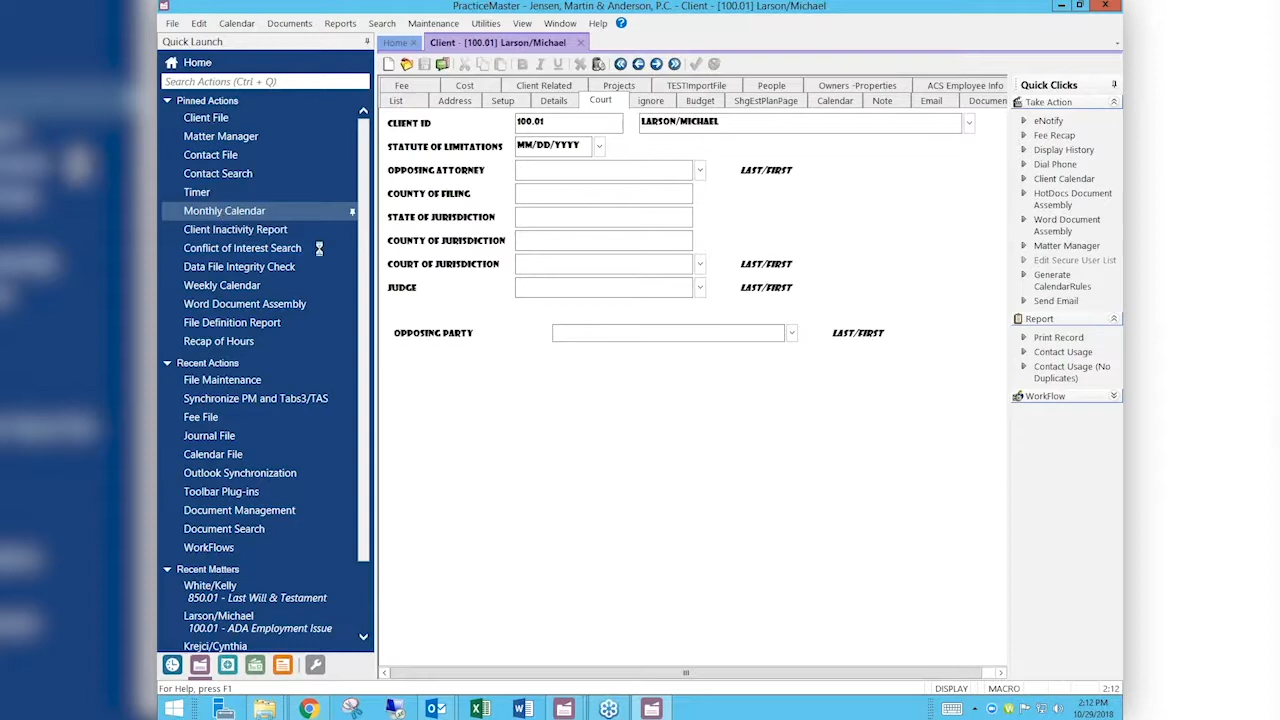 PracticeMaster - Jensen, Martin & Anderson, P.C. - Client - [100.01] Larson/Michael
File Edit Calendar Documents Reports Search Maintenance Utilities View Window Help
Quick Launch
Home
Client - [100.01] Larson/Michael
Home
Search Actions (Ctrl + Q)
Pinned Actions
Client File
Matter Manager
Contact File
Contact Search
Timer
Monthly Calendar
Client Inactivity Report
Conflict of Interest Search
Data File Integrity Check
Weekly Calendar
Word Document Assembly
File Definition Report
Recap of Hours
Recent Actions
File Maintenance
Synchronize PM and Tabs3/TAS
Fee File
Journal File
Calendar File
Outlook Synchronization
Toolbar Plug-ins
Document Management
Document Search
WorkFlows
Recent Matters
White/Kelly
850.01 - Last Will & Testament
Larson/Michael
100.01 - ADA Employment Issue
Krejci/Cynthia
Fee Cost Client Related Projects TESTImportFile People Owners -Properties ACS Employee Info
List Address Setup Details Court ignore Budget ShgEstPlanPage Calendar Note Email Documen
CLIENT ID 100.01 LARSON/MICHAEL
STATUTE OF LIMITATIONS MM/DD/YYYY
OPPOSING ATTORNEY LAST/FIRST
COUNTY OF FILING
STATE OF JURISDICTION
COUNTY OF JURISDICTION
COURT OF JURISDICTION LAST/FIRST
JUDGE LAST/FIRST
OPPOSING PARTY LAST/FIRST
Quick Clicks
Take Action
eNotify
Fee Recap
Display History
Dial Phone
Client Calendar
HotDocs Document
Assembly
Word Document
Assembly
Matter Manager
Edit Secure User List
Generate
CalendarRules
Send Email
Report
Print Record
Contact Usage
Contact Usage (No
Duplicates)
WorkFlow
For Help, press F1
DISPLAY MACRO 2:12
2:12 PM
10/29/2018